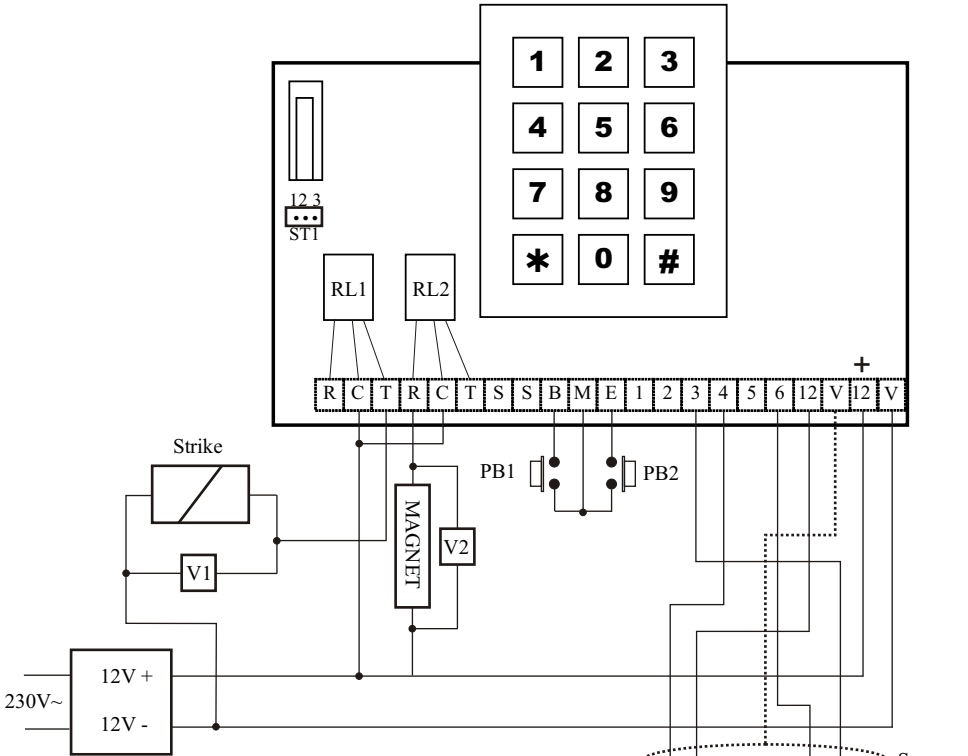 1 2 3
4 5 6
7 8 9
* 0 #
12 3
ST1
RL1 RL2
+
R C T R C T S S B M E 1 2 3 4 5 6 12 V 12 V
Strike
PB1 PB2
MAGNET
V2
V1
12V +
230V~
12V -
S